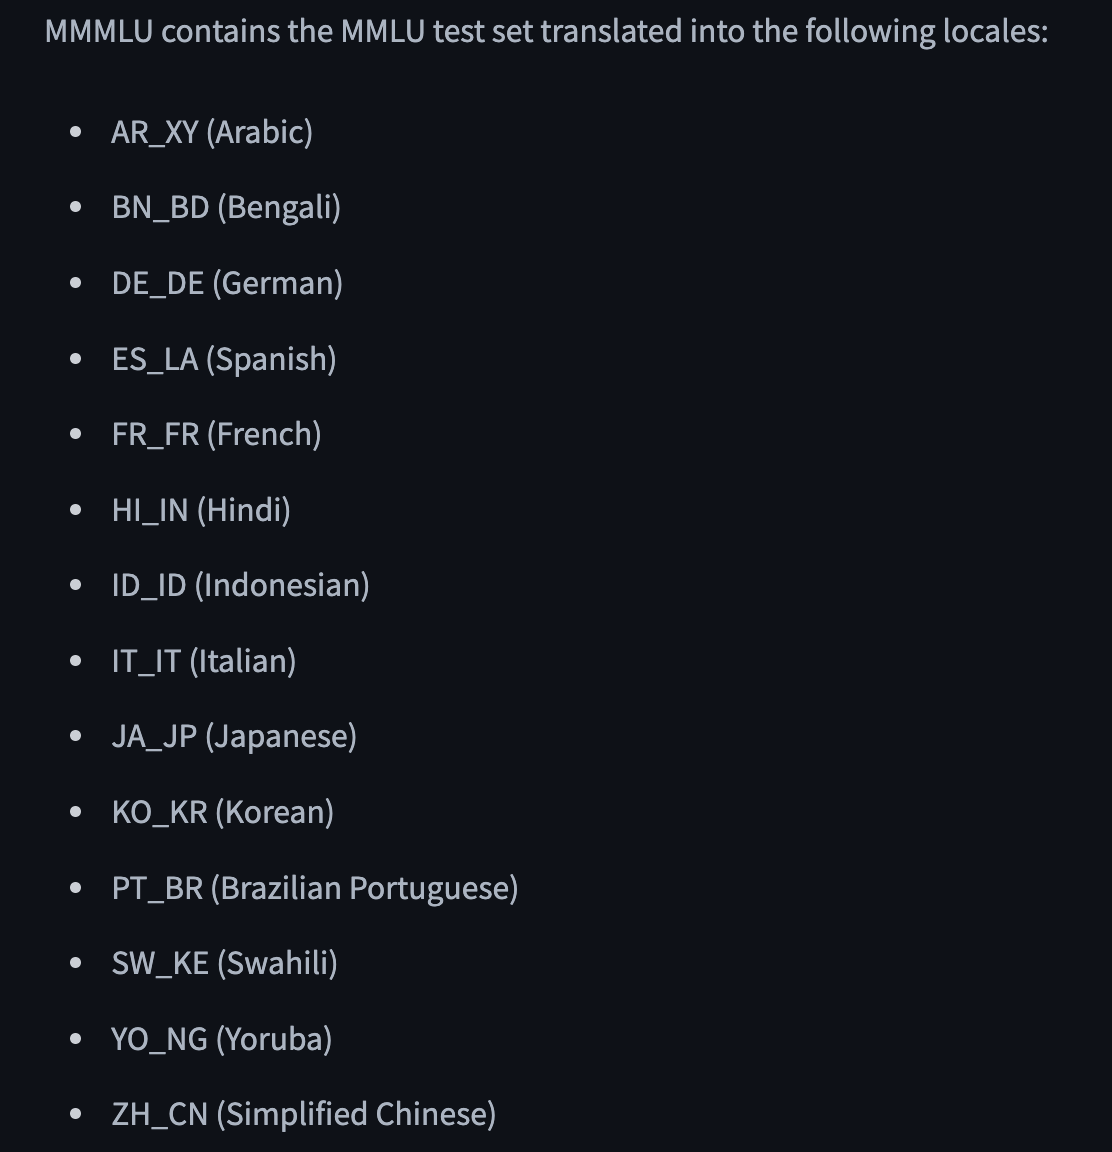 MMMLU contains the MMLU test set translated into the following locales:
• AR_XY (Arabic)
• BN_BD (Bengali)
• DE_DE (German)
• ES_LA (Spanish)
• FR_FR (French)
• HI_IN (Hindi)
• ID_ID (Indonesian)
• IT_IT (Italian)
• JA_JP (Japanese)
• KO_KR (Korean)
• PT_BR (Brazilian Portuguese)
• SW_KE (Swahili)
• YO_NG (Yoruba)
• ZH_CN (Simplified Chinese)